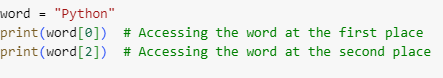 word = "Python"
print(word[0])  # Accessing the word at the first place
print(word[2])  # Accessing the word at the second place